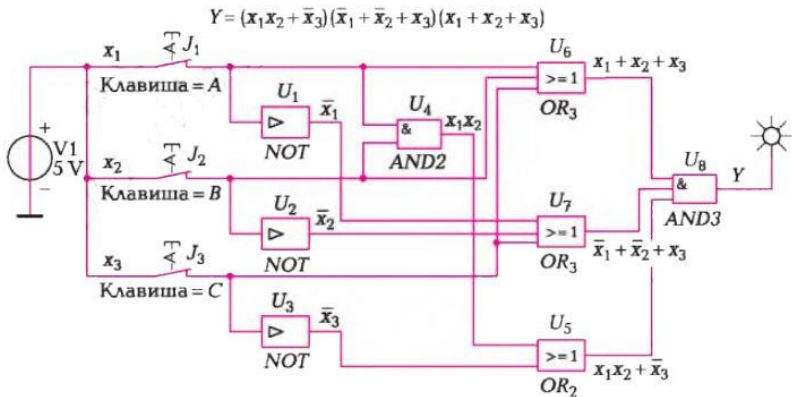 Y = (x₁x₂ + x̄₃)(x̄₁ + x̄₂ + x₃)(x₁ + x₂ + x₃)
x₁
J₁
Клавиша = A
U₁
x̄₁
NOT
U₄
&
x₁x₂
AND2
U₆
>= 1
x₁ + x₂ + x₃
OR₃
+
V1
5 V
−
x₂
J₂
Клавиша = B
U₂
x̄₂
NOT
U₇
>= 1
x̄₁ + x̄₂ + x₃
OR₃
U₈
&
Y
AND3
x₃
J₃
Клавиша = C
U₃
x̄₃
NOT
U₅
>= 1
x₁x₂ + x̄₃
OR₂